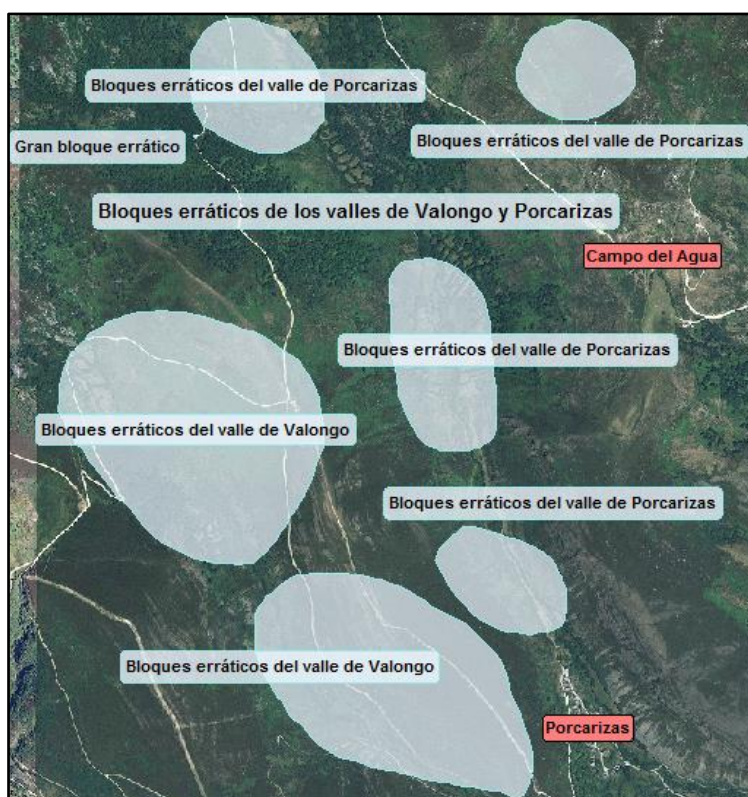 Bloques erráticos del valle de Porcarizas
Bloques erráticos del valle de Porcarizas
Gran bloque errático
Bloques erráticos de los valles de Valongo y Porcarizas
Campo del Agua
Bloques erráticos del valle de Porcarizas
Bloques erráticos del valle de Valongo
Bloques erráticos del valle de Porcarizas
Bloques erráticos del valle de Valongo
Porcarizas